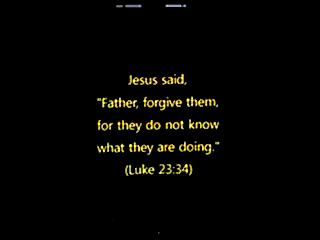 Jesus said,
"Father, forgive them,
for they do not know
what they are doing."
(Luke 23:34)